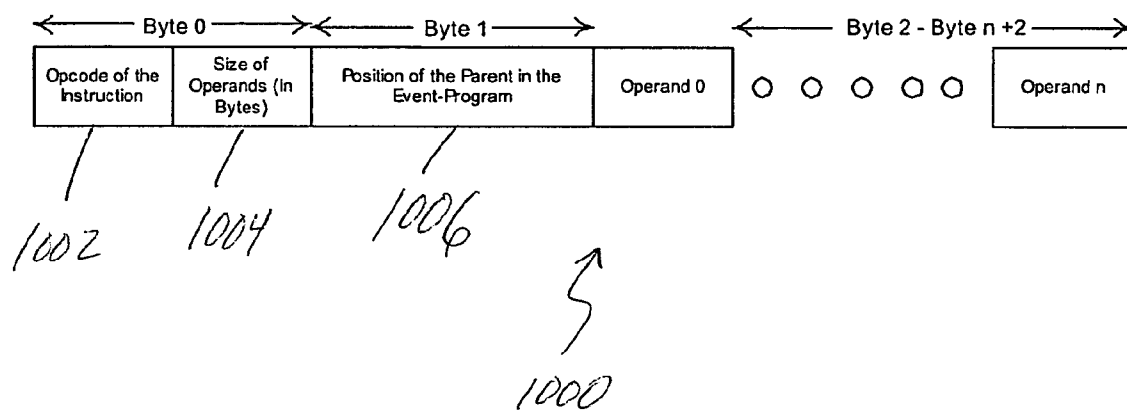 Byte 0
Byte 1
Byte 2 - Byte n +2
Opcode of the
Instruction
Size of
Operands (In
Bytes)
Position of the Parent in the
Event-Program
Operand 0
Operand n
1002
1004
1006
1000